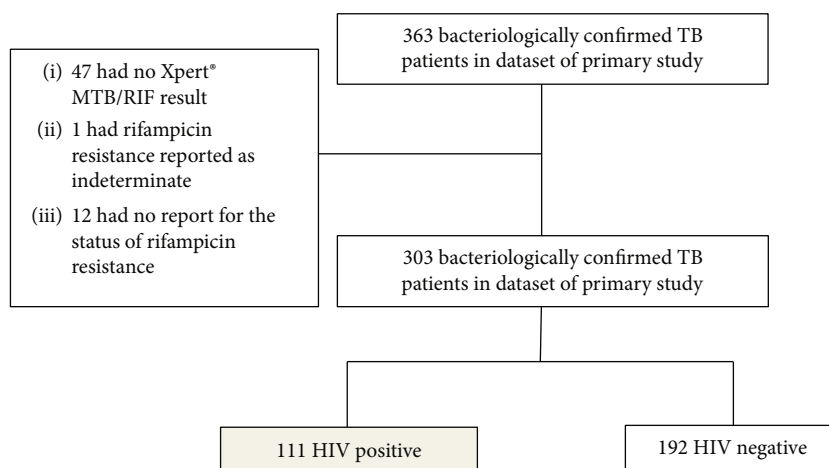 363 bacteriologically confirmed TB
patients in dataset of primary study
(i) 47 had no Xpert®
MTB/RIF result
(ii) 1 had rifampicin
resistance reported as
indeterminate
(iii) 12 had no report for the
status of rifampicin
resistance
303 bacteriologically confirmed TB
patients in dataset of primary study
111 HIV positive
192 HIV negative